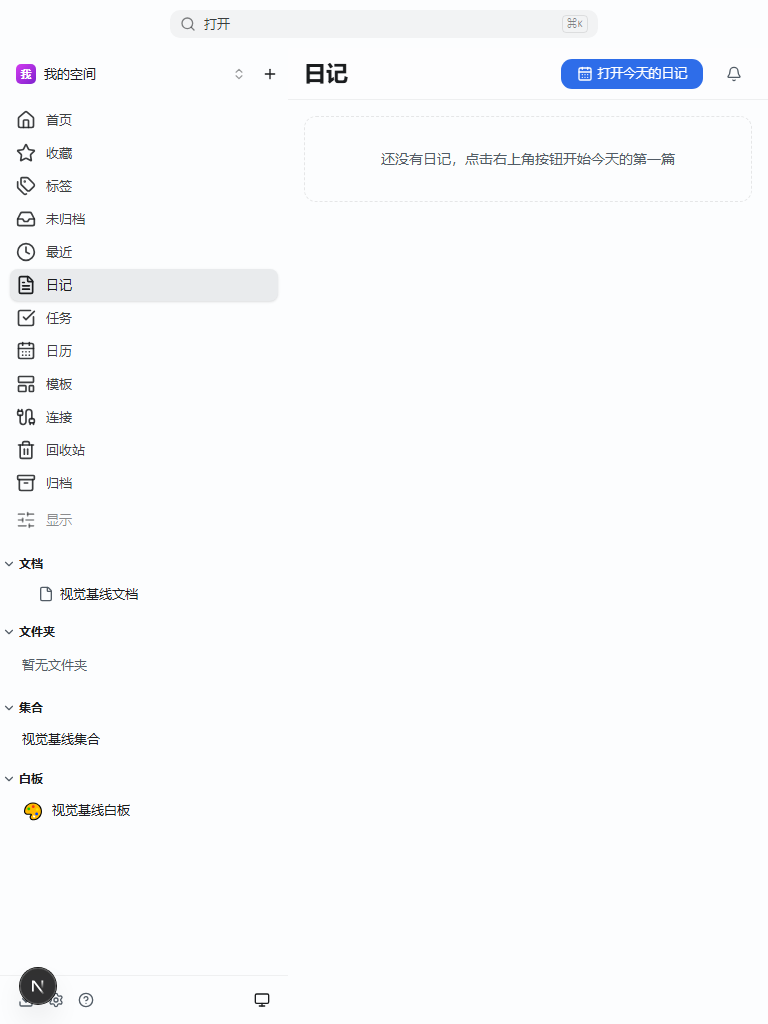 打开
⌘K
我 我的空间
日记
打开今天的日记
首页
收藏
标签
未归档
最近
日记
任务
日历
模板
连接
回收站
归档
显示
还没有日记，点击右上角按钮开始今天的第一篇
文档
视觉基线文档
文件夹
暂无文件夹
集合
视觉基线集合
白板
视觉基线白板
N